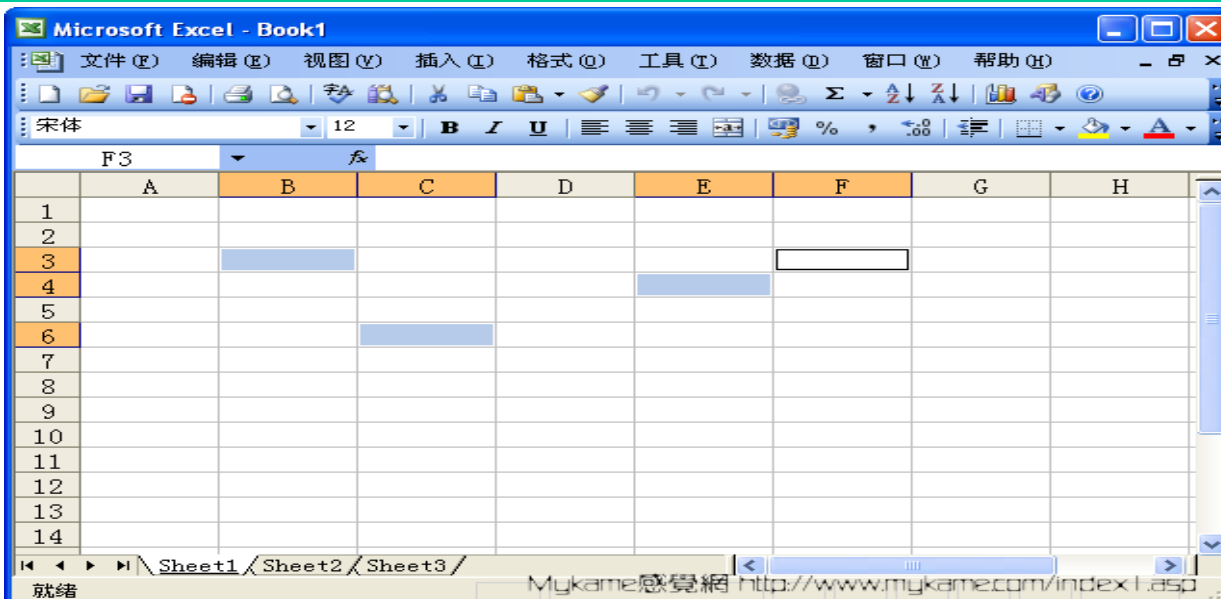 Microsoft Excel - Book1
文件(F) 编辑(E) 视图(V) 插入(I) 格式(O) 工具(T) 数据(D) 窗口(W) 帮助(H)
宋体 12 B I U %
F3 fx
A B C D E F G H
1
2
3
4
5
6
7
8
9
10
11
12
13
14
Sheet1 Sheet2 Sheet3
就绪 Mykame感覺網 http://www.mykame.com/index1.asp